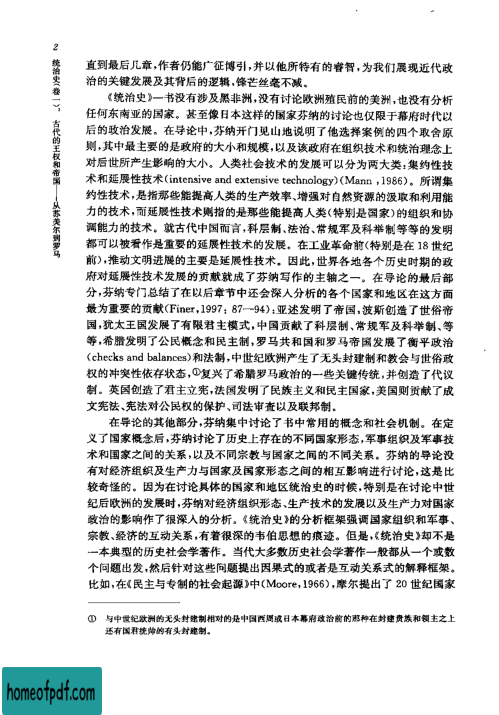 2
统治史(卷一)：古代的王权和帝国——从苏美尔到罗马
直到最后几章，作者仍能广征博引，并以他所特有的睿智，为我们展现近代政
治的关键发展及其背后的逻辑，锋芒丝毫不减。
《统治史》一书没有涉及黑非洲，没有讨论欧洲殖民前的美洲，也没有分析
任何东南亚的国家。甚至像日本这样的国家芬纳的讨论也仅限于幕府时代以
后的政治发展。在导论中，芬纳开门见山地说明了他选择案例的四个取舍原
则，其中最主要的是政府的大小和规模，以及该政府在组织技术和统治理念上
对后世所产生影响的大小。人类社会技术的发展可以分为两大类：集约性技
术和延展性技术(intensive and extensive technology)(Mann，1986)。所谓集
约性技术，是指那些能提高人类的生产效率、增强对自然资源的汲取和利用能
力的技术，而延展性技术则指的是那些能提高人类(特别是国家)的组织和协
调能力的技术。就古代中国而言，科层制、法治、常规军及科举制等等的发明
都可以被看作是重要的延展性技术的发展。在工业革命前(特别是在18世纪
前)，推动文明进展的主要是延展性技术。因此，世界各地各个历史时期的政
府对延展性技术发展的贡献就成了芬纳写作的主轴之一。在导论的最后部
分，芬纳专门总结了在以后章节中还会深入分析的各个国家和地区在这方面
最为重要的贡献(Finer，1997：87—94)：亚述发明了帝国，波斯创造了世俗帝
国，犹太王国发展了有限君主模式，中国贡献了科层制、常规军及科举制、等
等，希腊发明了公民概念和民主制，罗马共和国和罗马帝国发展了衡平政治
(checks and balances)和法制，中世纪欧洲产生了无头封建制和教会与世俗政
权的冲突性依存状态，①复兴了希腊罗马政治的一些关键传统，并创造了代议
制。英国创造了君主立宪，法国发明了民族主义和民主国家，美国则贡献了成
文宪法、宪法对公民权的保护、司法审查以及联邦制。
在导论的其他部分，芬纳集中讨论了书中常用的概念和社会机制。在定
义了国家概念后，芬纳讨论了历史上存在的不同国家形态，军事组织及军事技
术和国家之间的关系，以及不同宗教与国家之间的不同关系。芬纳的导论没
有对经济组织及生产力与国家及国家形态之间的相互影响进行讨论，这是比
较奇怪的。因为在讨论具体的国家和地区统治史的时候，特别是在讨论中世
纪后欧洲的发展时，芬纳对经济组织形态、生产技术的发展以及生产力对国家
政治的影响作了很深入的分析。《统治史》的分析框架强调国家组织和军事、
宗教、经济的互动关系，有着很深的韦伯思想的痕迹。但是，《统治史》却不是
一本典型的历史社会学著作。当代大多数历史社会学著作一般都从一个或数
个问题出发，然后针对这些问题提出因果式的或者是互动关系式的解释框架。
比如，在《民主与专制的社会起源》中(Moore，1966)，摩尔提出了20世纪国家
① 与中世纪欧洲的无头封建制相对的是中国西周或日本幕府政治前的那种在封建贵族和领主之上
还有国君统帅的有头封建制。
homeofpdf.com